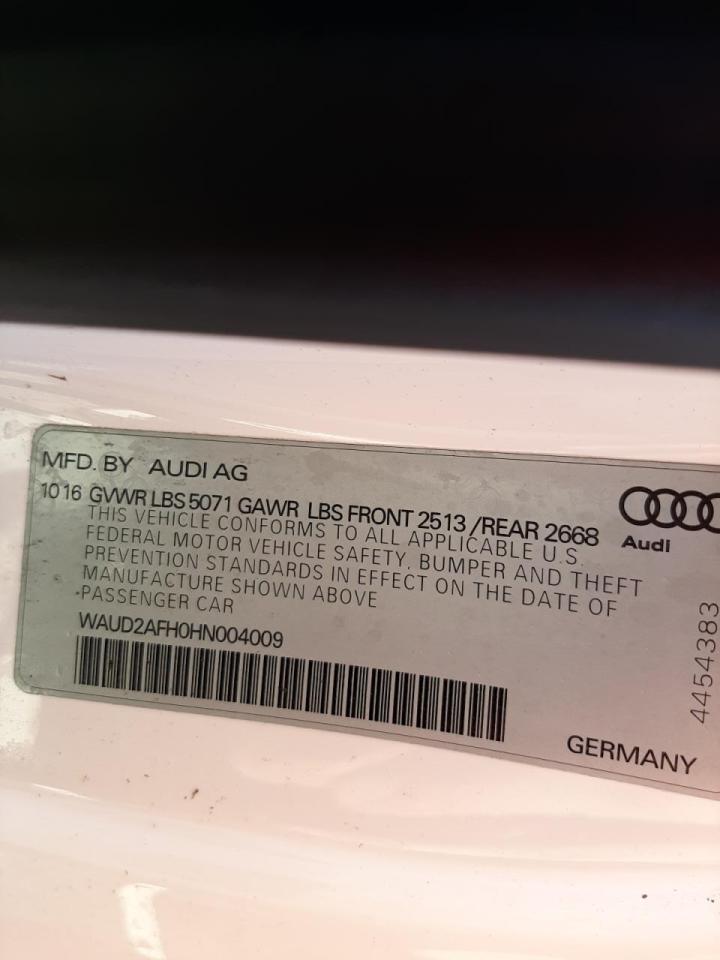 MFD. BY AUDI AG
10 16 GVWR LBS 5071 GAWR LBS FRONT 2513 /REAR 2668
THIS VEHICLE CONFORMS TO ALL APPLICABLE U.S.
FEDERAL MOTOR VEHICLE SAFETY. BUMPER AND THEFT
PREVENTION STANDARDS IN EFFECT ON THE DATE OF
MANUFACTURE SHOWN ABOVE
PASSENGER CAR
WAUD2AFH0HN004009
Audi
4454383
GERMANY